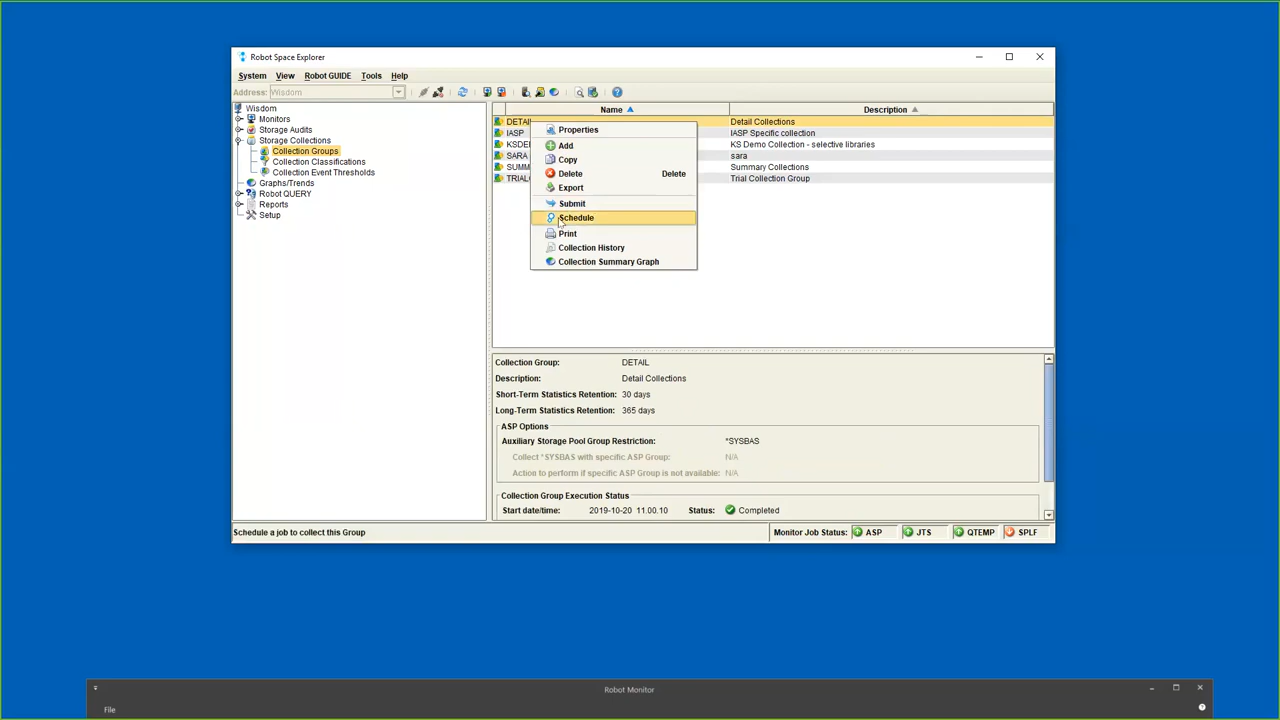 Robot Space Explorer
System View Robot GUIDE Tools Help
Address: Wisdom
Wisdom
Monitors
Storage Audits
Storage Collections
Collection Groups
Collection Classifications
Collection Event Thresholds
Graphs/Trends
Robot QUERY
Reports
Setup
Name Description
DETAIL Detail Collections
IASP IASP Specific collection
KSDE KS Demo Collection - selective libraries
SARA sara
SUMM Summary Collections
TRIAL Trial Collection Group
Properties
Add
Copy
Delete Delete
Export
Submit
Schedule
Print
Collection History
Collection Summary Graph
Collection Group: DETAIL
Description: Detail Collections
Short-Term Statistics Retention: 30 days
Long-Term Statistics Retention: 365 days
ASP Options
Auxiliary Storage Pool Group Restriction: *SYSBAS
Collect *SYSBAS with specific ASP Group: N/A
Action to perform if specific ASP Group is not available: N/A
Collection Group Execution Status
Start date/time: 2019-10-20 11.00.10 Status: Completed
Schedule a job to collect this Group
Monitor Job Status: ASP JTS QTEMP SPLF
Robot Monitor
File